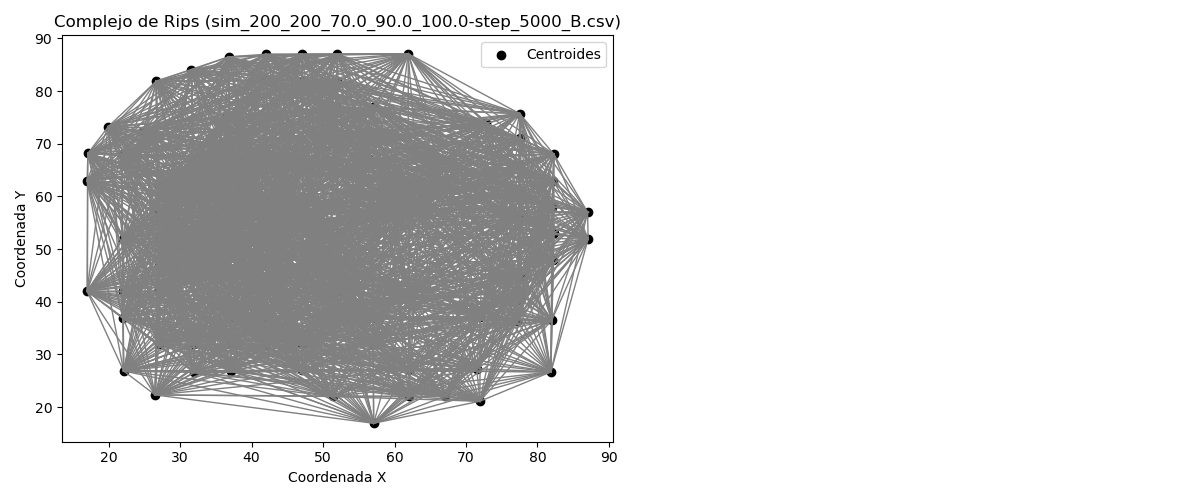 Complejo de Rips (sim_200_200_70.0_90.0_100.0-step_5000_B.csv)
90
80
70
60
50
40
30
20
Coordenada Y
Centroides
20 30 40 50 60 70 80 90
Coordenada X